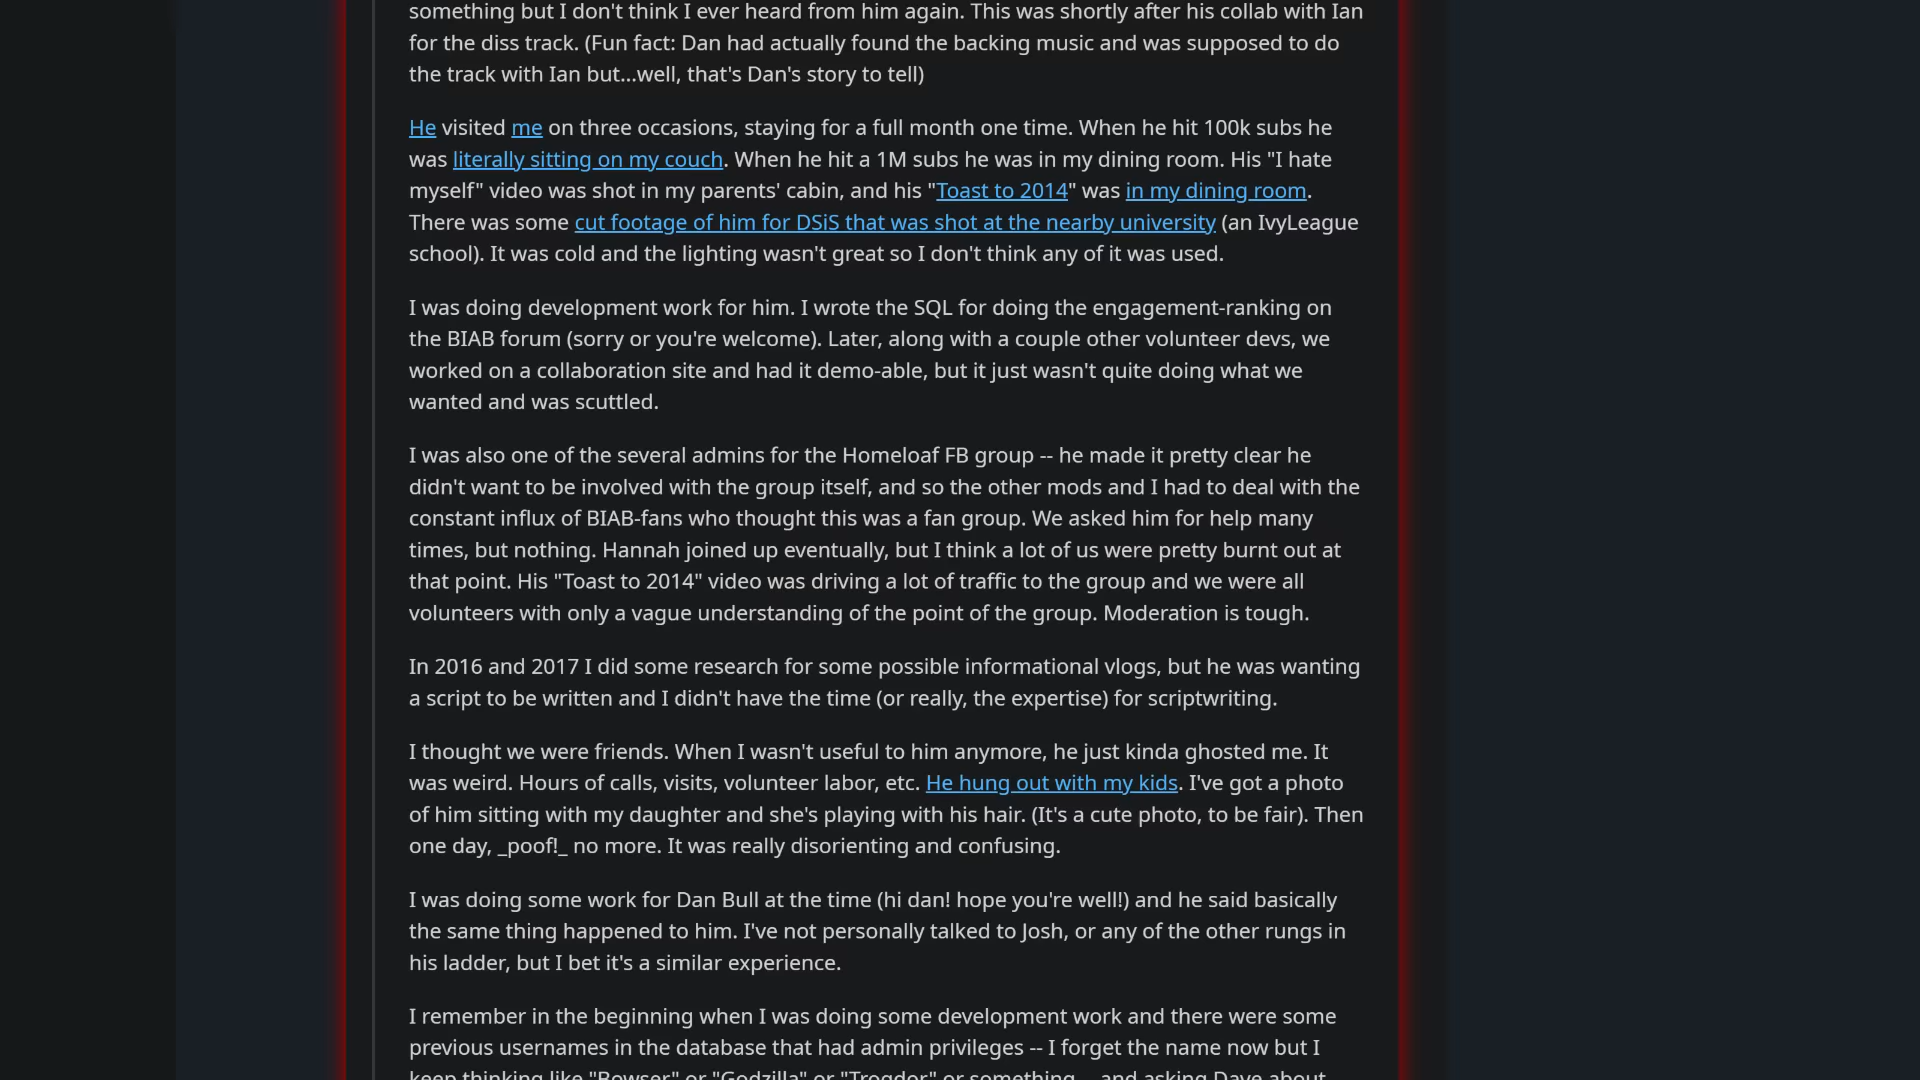 something but I don't think I ever heard from him again. This was shortly after his collab with Ian
for the diss track. (Fun fact: Dan had actually found the backing music and was supposed to do
the track with Ian but...well, that's Dan's story to tell)
He visited me on three occasions, staying for a full month one time. When he hit 100k subs he
was literally sitting on my couch. When he hit a 1M subs he was in my dining room. His "I hate
myself" video was shot in my parents' cabin, and his "Toast to 2014" was in my dining room.
There was some cut footage of him for DSiS that was shot at the nearby university (an IvyLeague
school). It was cold and the lighting wasn't great so I don't think any of it was used.
I was doing development work for him. I wrote the SQL for doing the engagement-ranking on
the BIAB forum (sorry or you're welcome). Later, along with a couple other volunteer devs, we
worked on a collaboration site and had it demo-able, but it just wasn't quite doing what we
wanted and was scuttled.
I was also one of the several admins for the Homeloaf FB group -- he made it pretty clear he
didn't want to be involved with the group itself, and so the other mods and I had to deal with the
constant influx of BIAB-fans who thought this was a fan group. We asked him for help many
times, but nothing. Hannah joined up eventually, but I think a lot of us were pretty burnt out at
that point. His "Toast to 2014" video was driving a lot of traffic to the group and we were all
volunteers with only a vague understanding of the point of the group. Moderation is tough.
In 2016 and 2017 I did some research for some possible informational vlogs, but he was wanting
a script to be written and I didn't have the time (or really, the expertise) for scriptwriting.
I thought we were friends. When I wasn't useful to him anymore, he just kinda ghosted me. It
was weird. Hours of calls, visits, volunteer labor, etc. He hung out with my kids. I've got a photo
of him sitting with my daughter and she's playing with his hair. (It's a cute photo, to be fair). Then
one day, _poof!_ no more. It was really disorienting and confusing.
I was doing some work for Dan Bull at the time (hi dan! hope you're well!) and he said basically
the same thing happened to him. I've not personally talked to Josh, or any of the other rungs in
his ladder, but I bet it's a similar experience.
I remember in the beginning when I was doing some development work and there were some
previous usernames in the database that had admin privileges -- I forget the name now but I
keep thinking like "Bowser" or "Godzilla" or "Trogdor" or something -- and asking Dave about